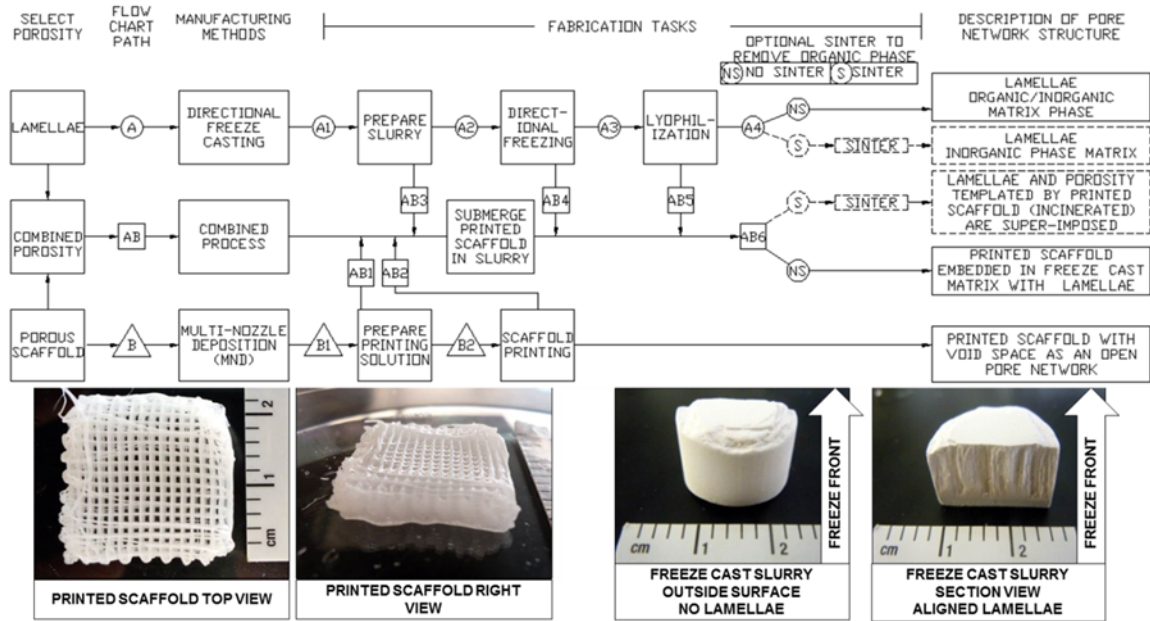 SELECT
POROSITY
FLOW
CHART
PATH
MANUFACTURING
METHODS
FABRICATION TASKS
DESCRIPTION OF PORE
NETWORK STRUCTURE
OPTIONAL SINTER TO
REMOVE ORGANIC PHASE
NS NO SINTER S SINTER
LAMELLAE
A
DIRECTIONAL
FREEZE
CASTING
A1
PREPARE
SLURRY
A2
DIRECT-
IONAL
FREEZING
A3
LYOPHIL-
IZATION
A4
NS
LAMELLAE
ORGANIC/INORGANIC
MATRIX PHASE
S
SINTER
LAMELLAE
INORGANIC PHASE MATRIX
AB3
AB4
AB5
COMBINED
POROSITY
AB
COMBINED
PROCESS
AB1
AB2
SUBMERGE
PRINTED
SCAFFOLD
IN SLURRY
AB6
S
SINTER
LAMELLAE AND POROSITY
TEMPLATED BY PRINTED
SCAFFOLD (INCINERATED)
ARE SUPER-IMPOSED
NS
PRINTED SCAFFOLD
EMBEDDED IN FREEZE CAST
MATRIX WITH LAMELLAE
POROUS
SCAFFOLD
B
MULTI-NOZZLE
DEPOSITION
(MND)
B1
PREPARE
PRINTING
SOLUTION
B2
SCAFFOLD
PRINTING
PRINTED SCAFFOLD WITH
VOID SPACE AS AN OPEN
PORE NETWORK
2
1
cm
PRINTED SCAFFOLD TOP VIEW
PRINTED SCAFFOLD RIGHT
VIEW
cm 1 2
FREEZE FRONT
FREEZE CAST SLURRY
OUTSIDE SURFACE
NO LAMELLAE
cm 1 2
FREEZE FRONT
FREEZE CAST SLURRY
SECTION VIEW
ALIGNED LAMELLAE